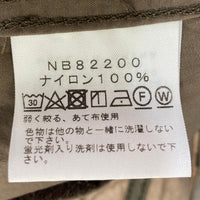 NB82200
ナイロン100%
30 F W
弱く絞る、あて布使用
色物は他の物と一緒に洗濯しない
で下さい。
蛍光剤入り洗剤は使用しないで
下さい。